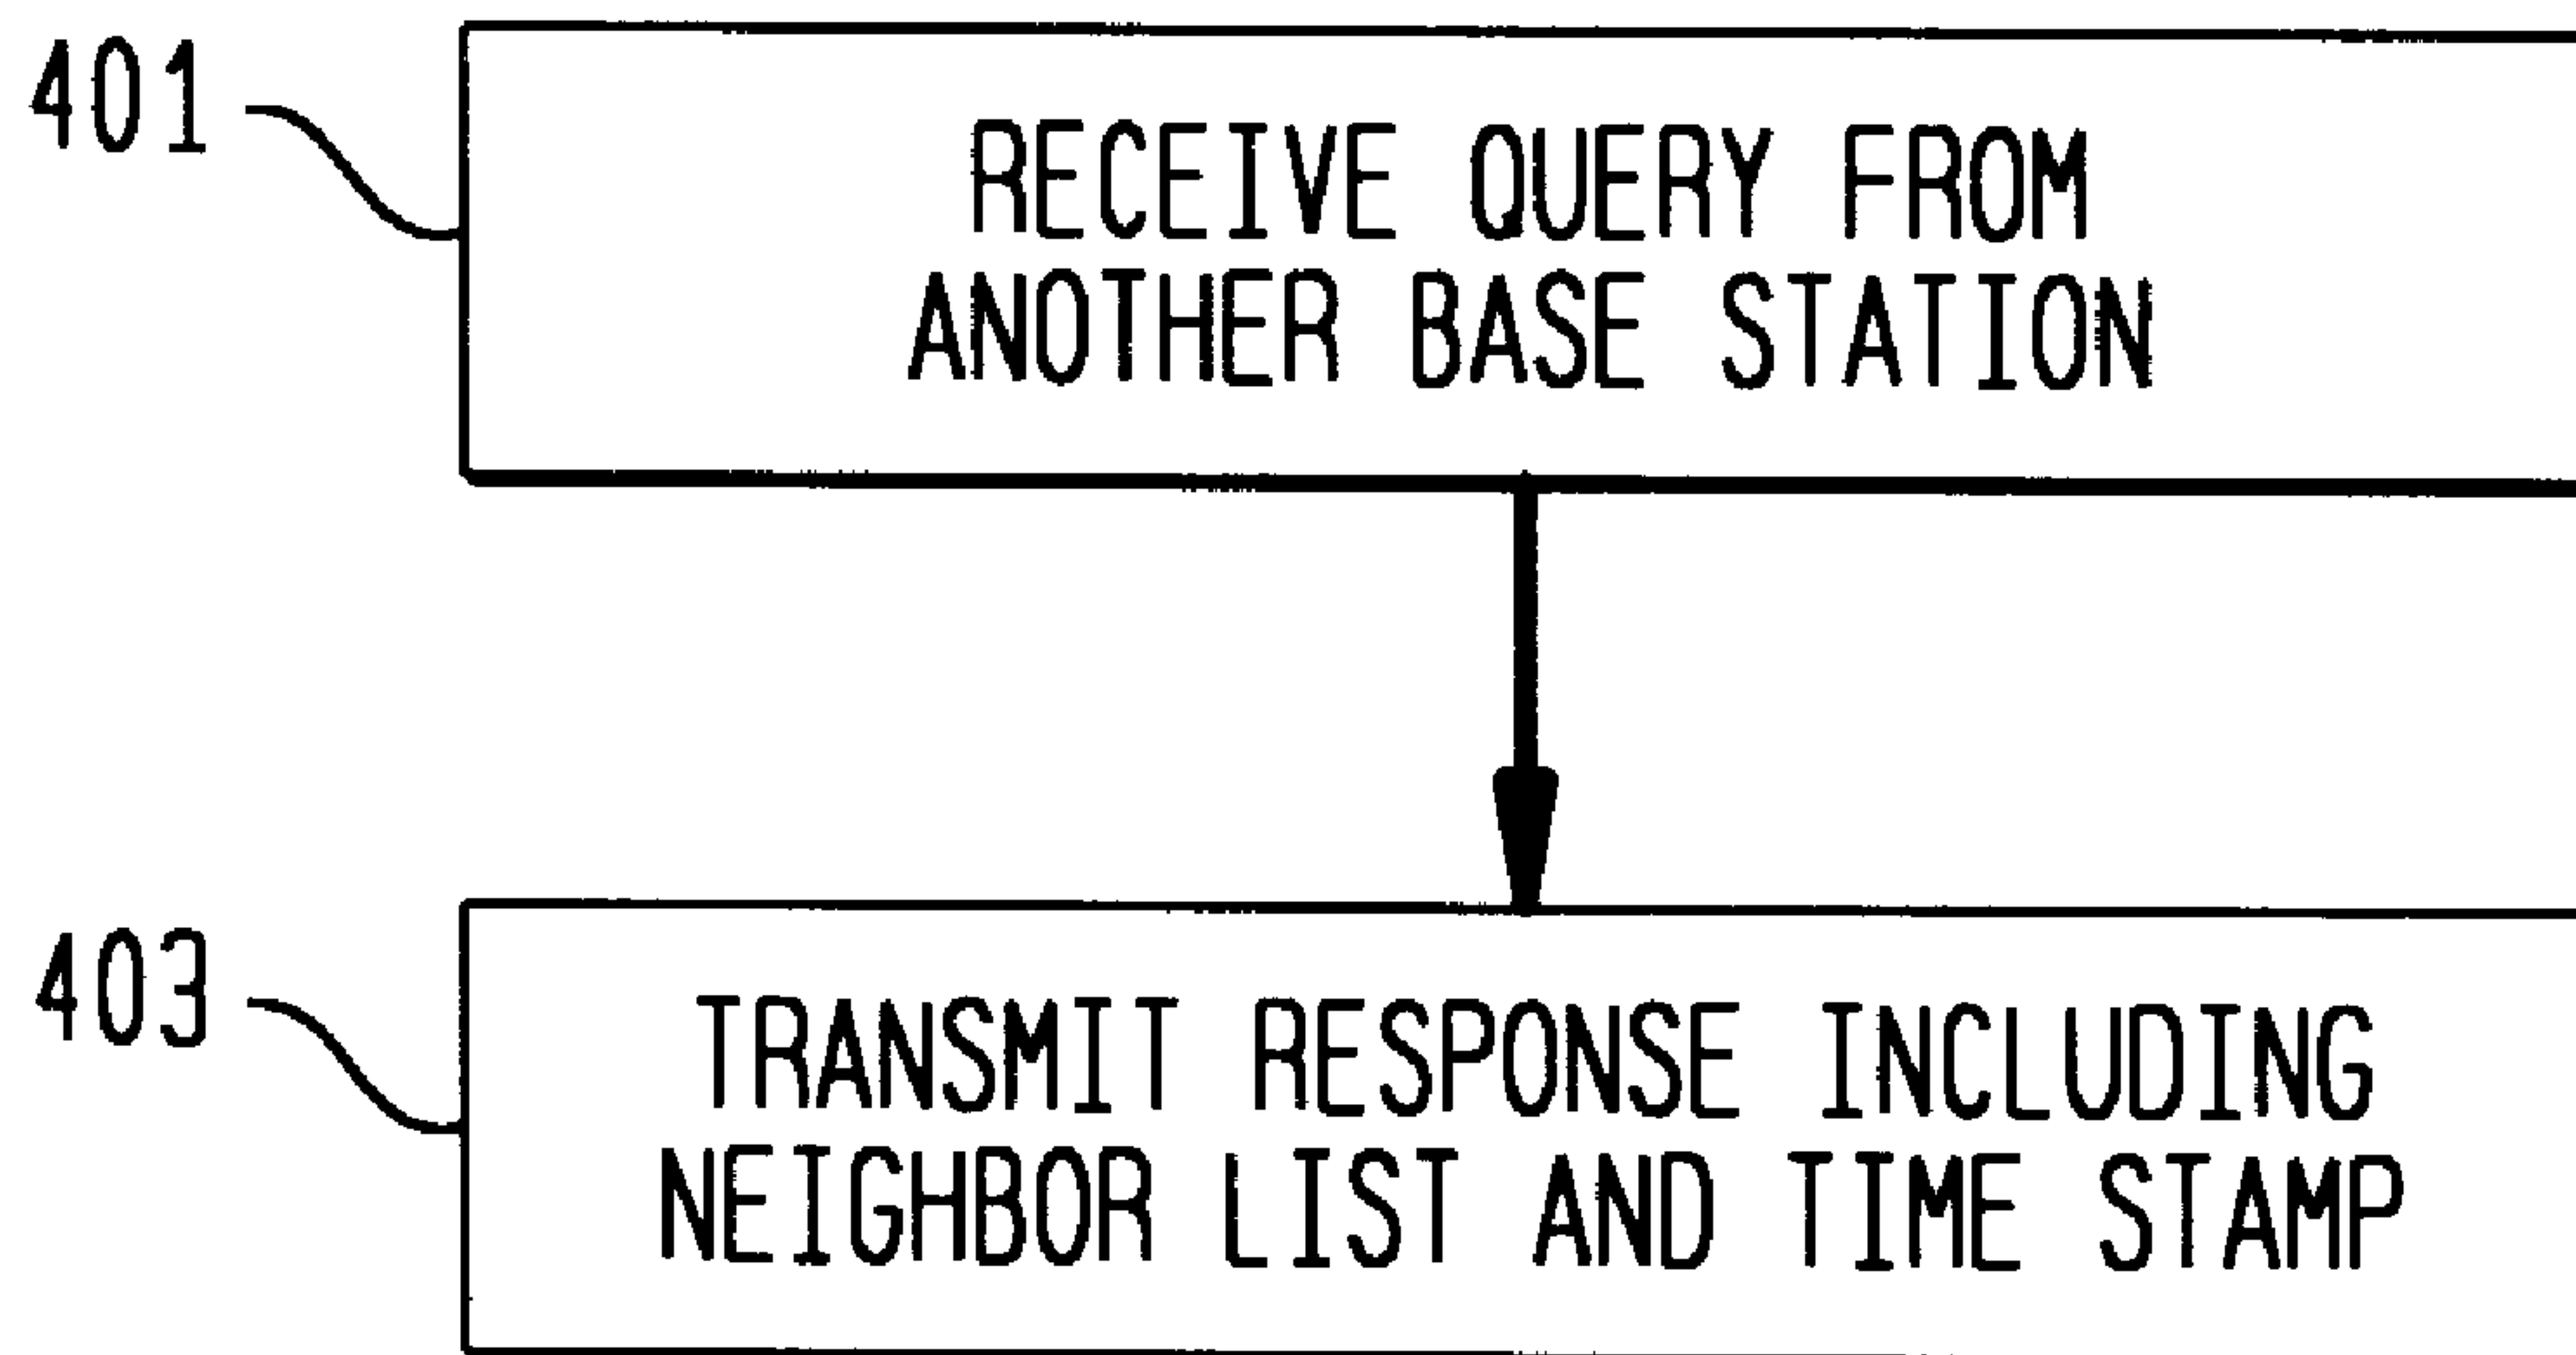 401
RECEIVE QUERY FROM
ANOTHER BASE STATION
403
TRANSMIT RESPONSE INCLUDING
NEIGHBOR LIST AND TIME STAMP